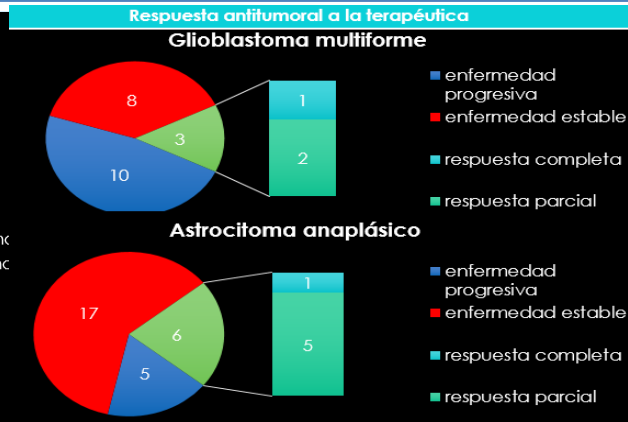 Respuesta antitumoral a la terapéutica
Glioblastoma multiforme
8
3
10
1
2
enfermedad
progresiva
enfermedad estable
respuesta completa
respuesta parcial
Astrocitoma anaplásico
17
6
5
1
5
enfermedad
progresiva
enfermedad estable
respuesta completa
respuesta parcial